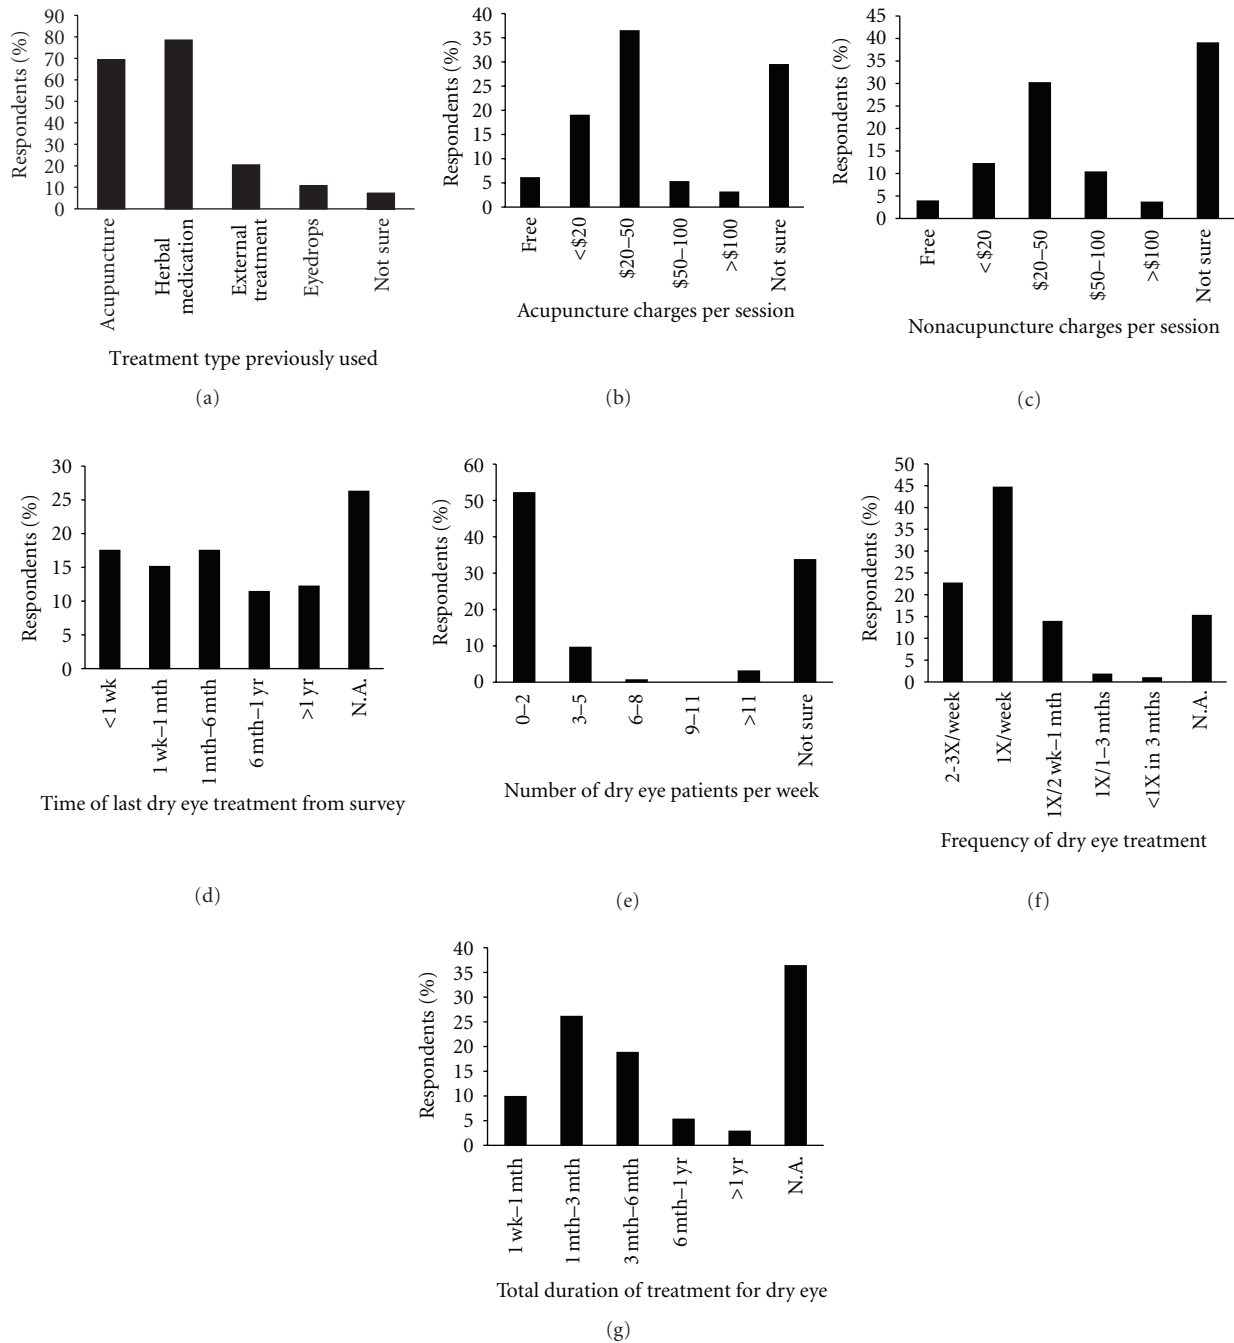 90
80
70
60
50
40
30
20
10
0
Respondents (%)
Acupuncture
Herbal
medication
External
treatment
Eyedrops
Not sure
Treatment type previously used
(a)
40
35
30
25
20
15
10
5
0
Respondents (%)
Free
<$20
$20–50
$50–100
>$100
Not sure
Acupuncture charges per session
(b)
45
40
35
30
25
20
15
10
5
0
Respondents (%)
Free
<$20
$20–50
$50–100
>$100
Not sure
Nonacupuncture charges per session
(c)
30
25
20
15
10
5
0
Respondents (%)
<1 wk
1 wk–1 mth
1 mth–6 mth
6 mth–1 yr
>1 yr
N.A.
Time of last dry eye treatment from survey
(d)
60
50
40
30
20
10
0
Respondents (%)
0–2
3–5
6–8
9–11
>11
Not sure
Number of dry eye patients per week
(e)
50
45
40
35
30
25
20
15
10
5
0
Respondents (%)
2-3X/week
1X/week
1X/2 wk–1 mth
1X/1–3 mths
<1X in 3 mths
N.A.
Frequency of dry eye treatment
(f)
40
35
30
25
20
15
10
5
0
Respondents (%)
1 wk–1 mth
1 mth–3 mth
3 mth–6 mth
6 mth–1 yr
>1 yr
N.A.
Total duration of treatment for dry eye
(g)